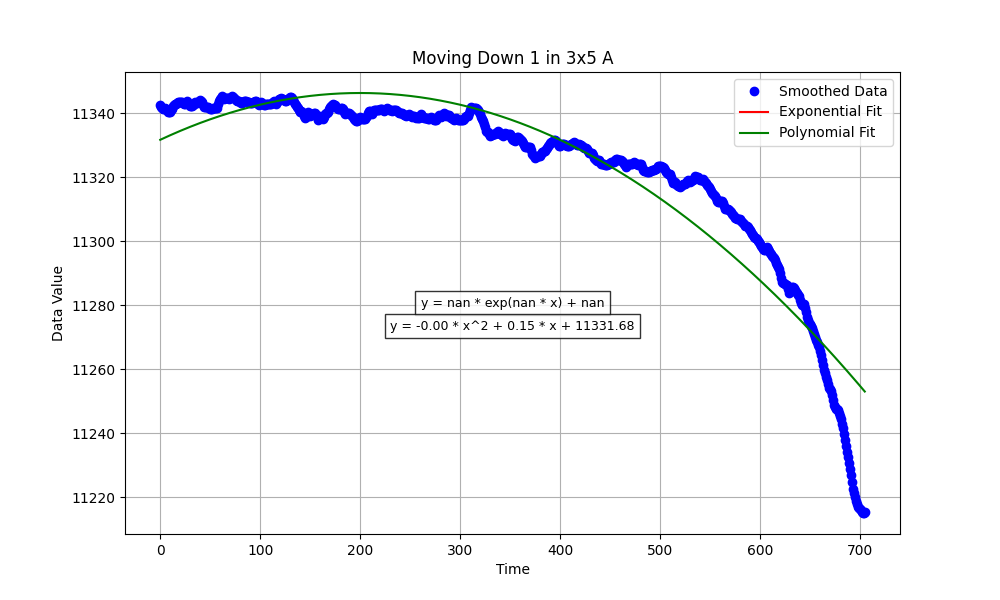 Moving Down 1 in 3x5 A
Smoothed Data
Exponential Fit
Polynomial Fit
11340
11320
11300
11280
11260
11240
11220
Data Value
y = nan * exp(nan * x) + nan
y = -0.00 * x^2 + 0.15 * x + 11331.68
0 100 200 300 400 500 600 700
Time